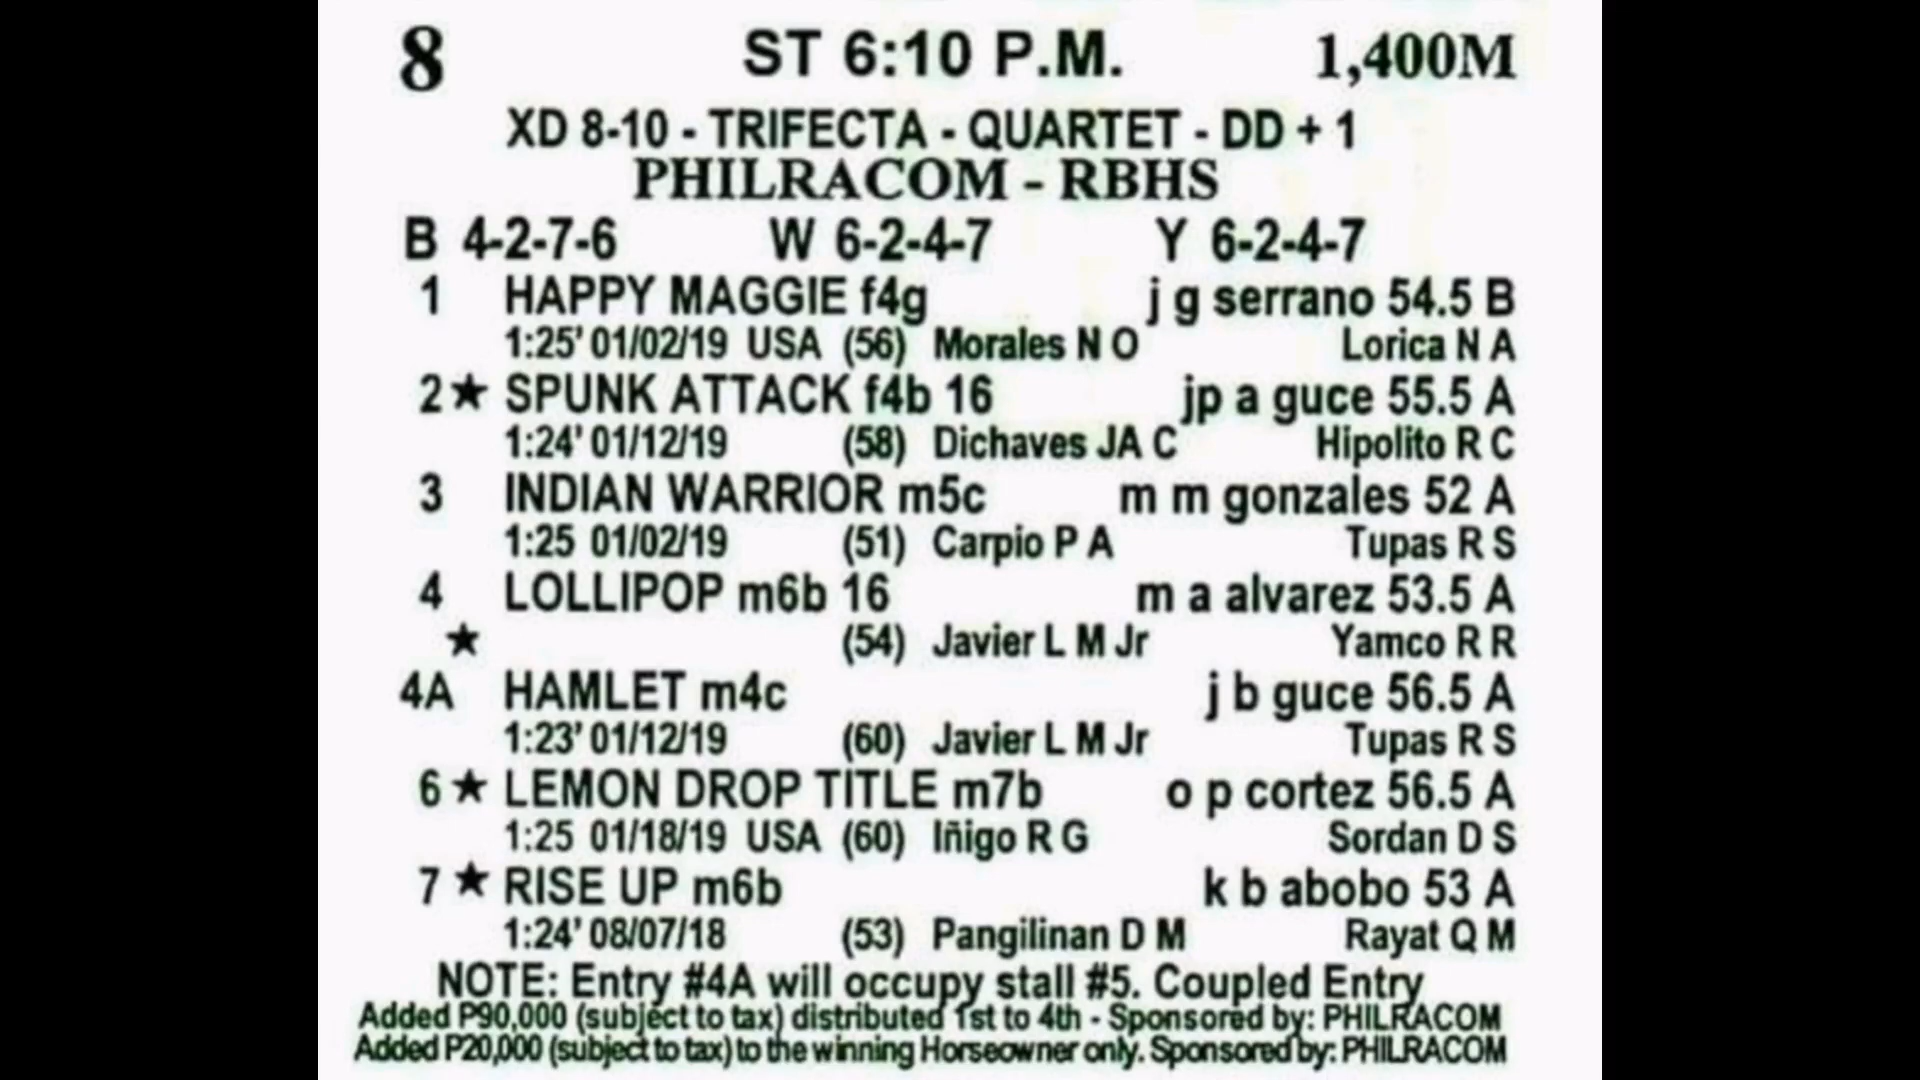 8 ST 6:10 P.M. 1,400M
XD 8-10 - TRIFECTA - QUARTET - DD + 1
PHILRACOM - RBHS
B 4-2-7-6 W 6-2-4-7 Y 6-2-4-7
1 HAPPY MAGGIE f4g j g serrano 54.5 B
1:25' 01/02/19 USA (56) Morales N O Lorica N A
2 ★ SPUNK ATTACK f4b 16 jp a guce 55.5 A
1:24' 01/12/19 (58) Dichaves JA C Hipolito R C
3 INDIAN WARRIOR m5c m m gonzales 52 A
1:25 01/02/19 (51) Carpio P A Tupas R S
4 LOLLIPOP m6b 16 m a alvarez 53.5 A
★ (54) Javier L M Jr Yamco R R
4A HAMLET m4c j b guce 56.5 A
1:23' 01/12/19 (60) Javier L M Jr Tupas R S
6 ★ LEMON DROP TITLE m7b o p cortez 56.5 A
1:25 01/18/19 USA (60) Iñigo R G Sordan D S
7 ★ RISE UP m6b k b abobo 53 A
1:24' 08/07/18 (53) Pangilinan D M Rayat Q M
NOTE: Entry #4A will occupy stall #5. Coupled Entry
Added P90,000 (subject to tax) distributed 1st to 4th - Sponsored by: PHILRACOM
Added P20,000 (subject to tax) to the winning Horseowner only. Sponsored by: PHILRACOM